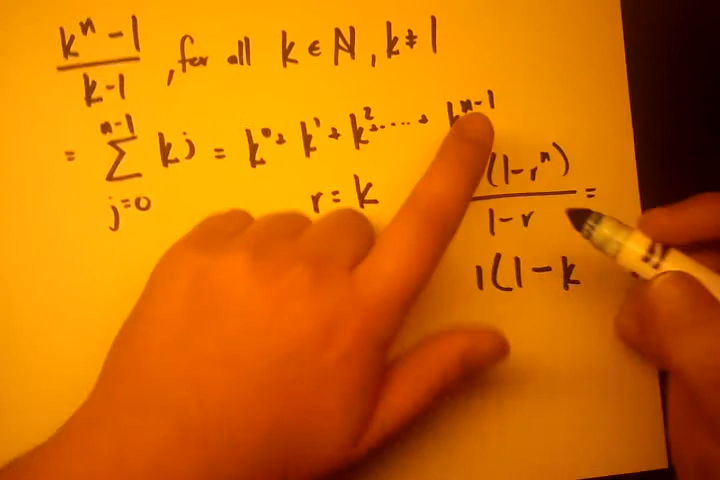 k^n - 1
k - 1
, for all k ∈ ℕ, k ≠ 1
= Σ_{j=0}^{n-1} k^j = k^0 + k^1 + k^2 + .... + k^{n-1}
r = k
(1 - r^n)
1 - r
=
1(1 - k